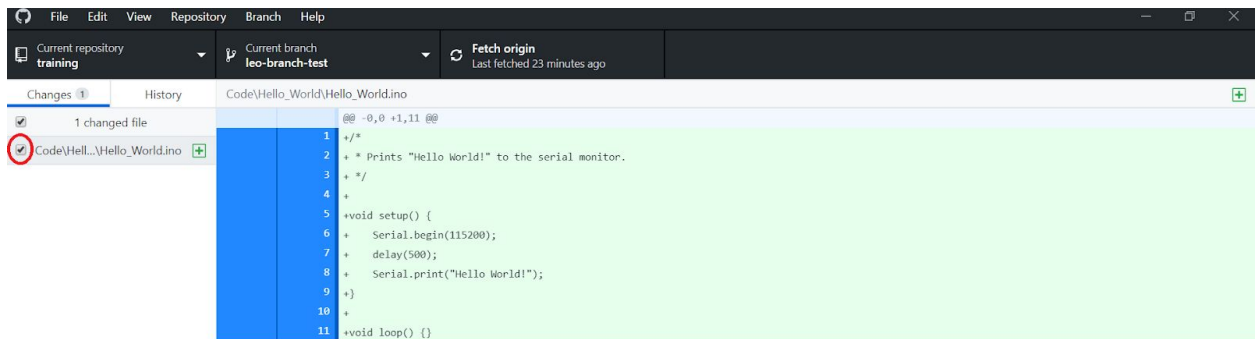 File Edit View Repository Branch Help
Current repository
training
Current branch
leo-branch-test
Fetch origin
Last fetched 23 minutes ago
Changes 1 History
Code\Hello_World\Hello_World.ino
1 changed file
Code\Hell...\Hello_World.ino
@@ -0,0 +1,11 @@
1 +/*
2 + * Prints "Hello World!" to the serial monitor.
3 + */
4 +
5 +void setup() {
6 +    Serial.begin(115200);
7 +    delay(500);
8 +    Serial.print("Hello World!");
9 +}
10 +
11 +void loop() {}